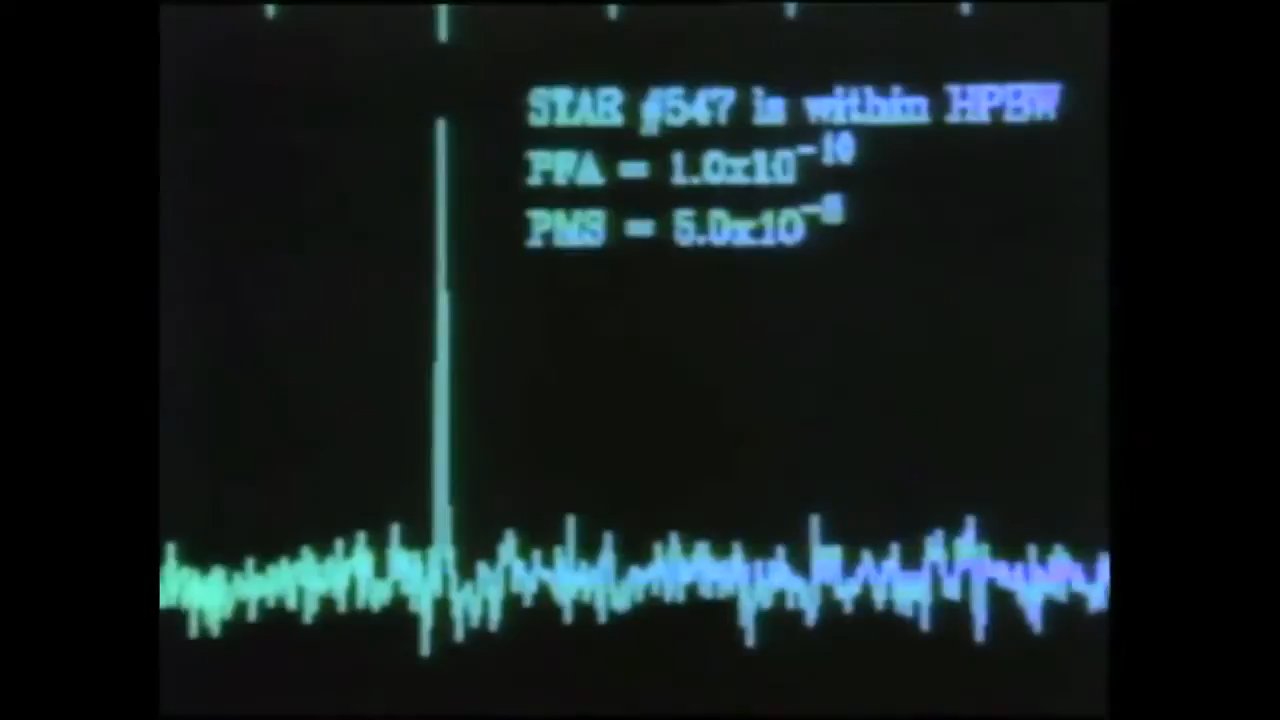 STAR #547 is within HPBW
PFA = 1.0x10⁻¹⁰
PMS = 5.0x10